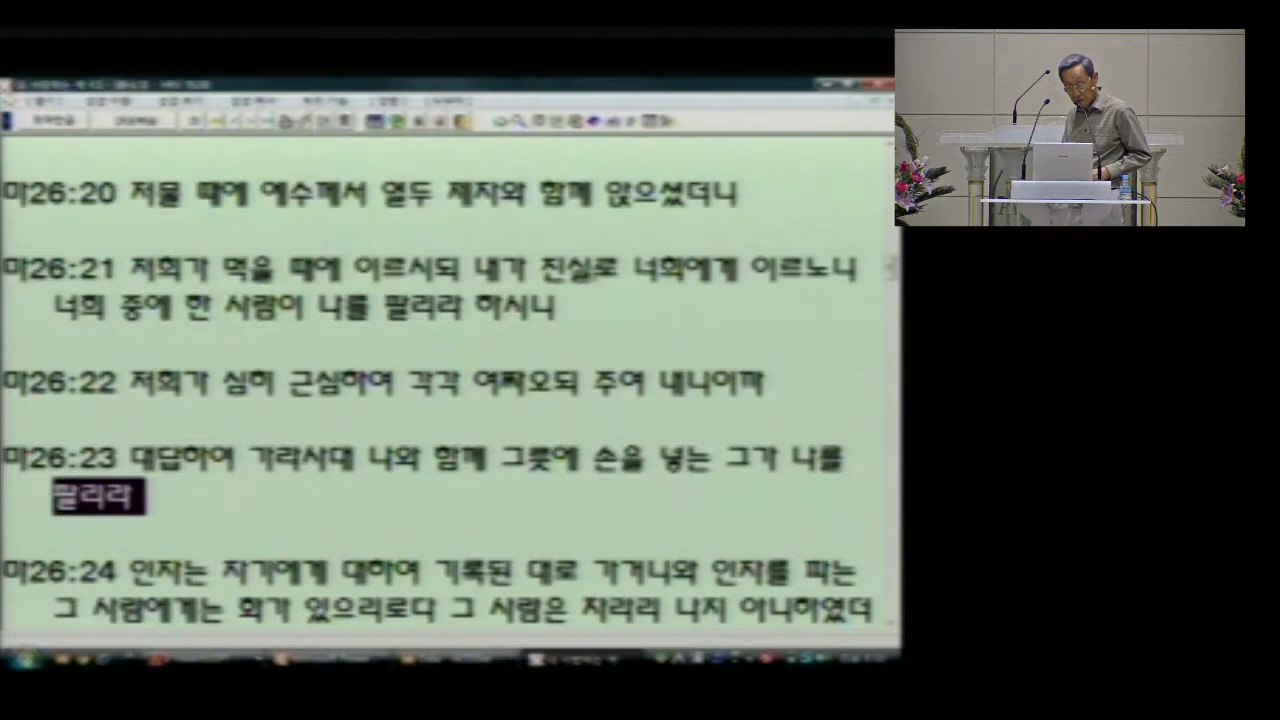 마26:20 저물 때에 예수께서 열두 제자와 함께 앉으셨더니
마26:21 저희가 먹을 때에 이르시되 내가 진실로 너희에게 이르노니
너희 중에 한 사람이 나를 팔리라 하시니
마26:22 저희가 심히 근심하여 각각 여짜오되 주여 내니이까
마26:23 대답하여 가라사대 나와 함께 그릇에 손을 넣는 그가 나를
팔리라
마26:24 인자는 자기에게 대하여 기록된 대로 가거니와 인자를 파는
그 사람에게는 화가 있으리로다 그 사람은 차라리 나지 아니하였더